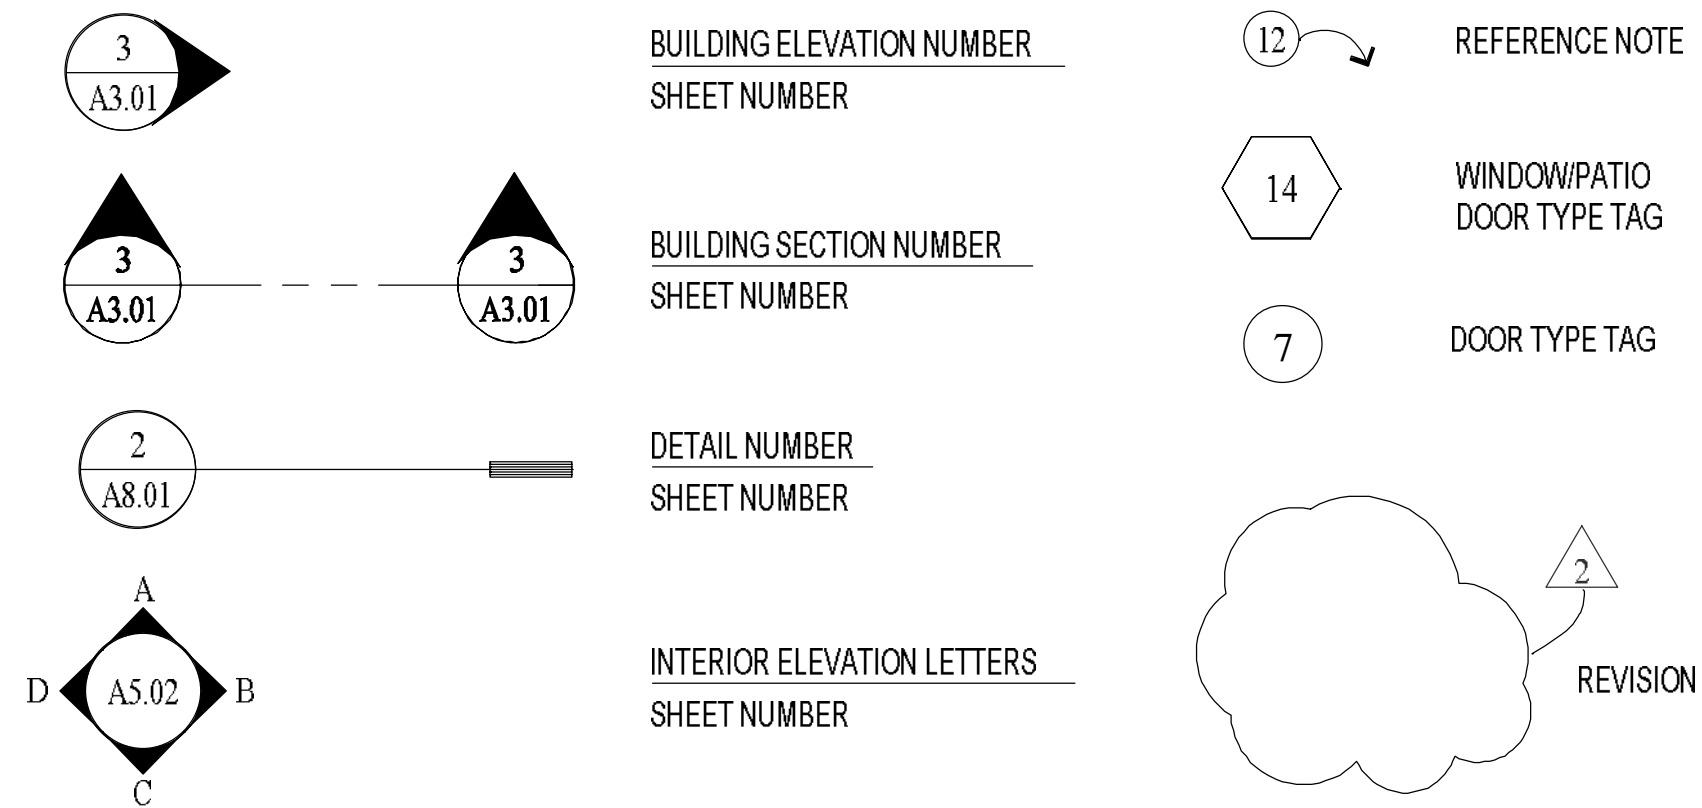 3
A3.01
BUILDING ELEVATION NUMBER
SHEET NUMBER
3
A3.01
3
A3.01
BUILDING SECTION NUMBER
SHEET NUMBER
2
A8.01
DETAIL NUMBER
SHEET NUMBER
A
D
A5.02
B
C
INTERIOR ELEVATION LETTERS
SHEET NUMBER
12
REFERENCE NOTE
14
WINDOW/PATIO
DOOR TYPE TAG
7
DOOR TYPE TAG
2
REVISION